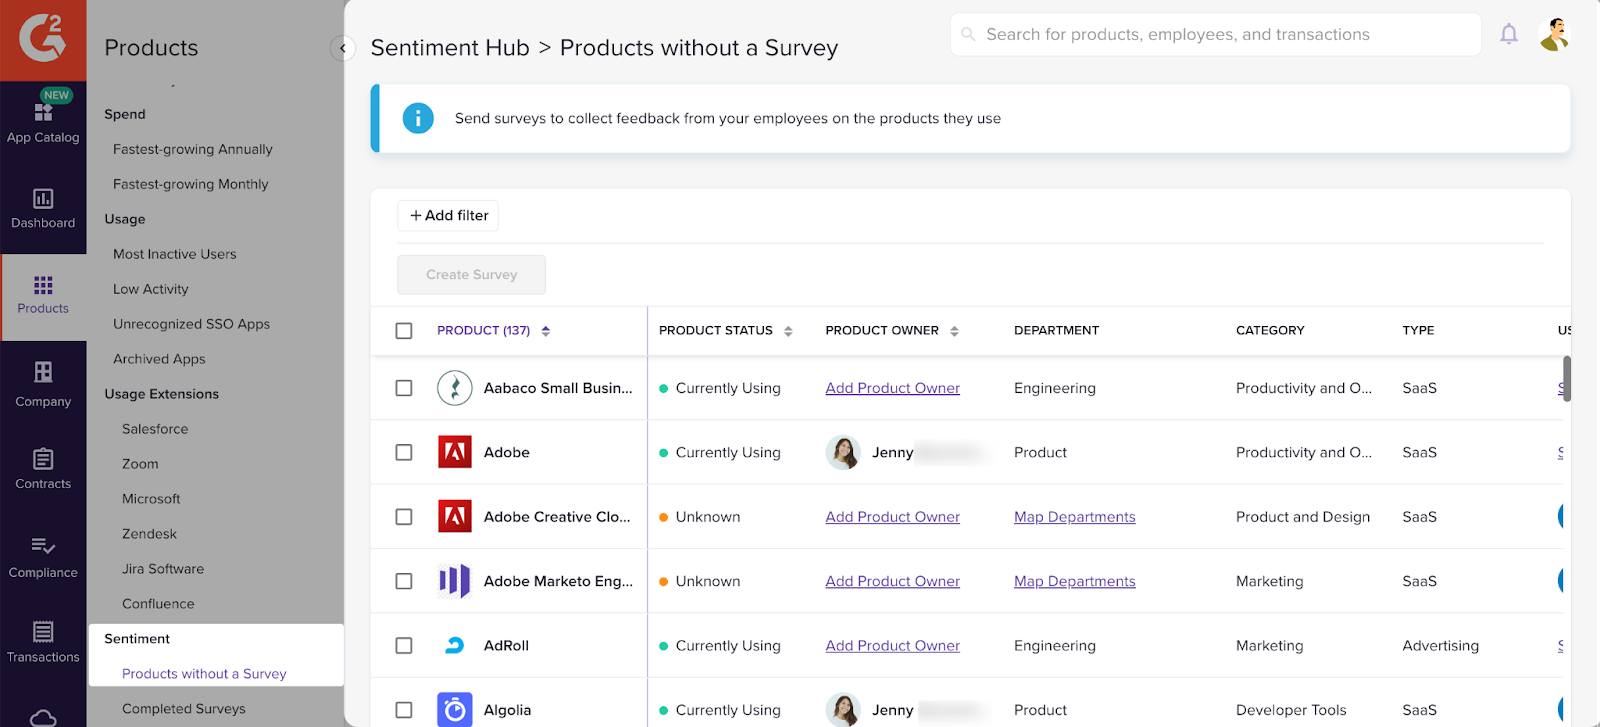 G2
NEW
App Catalog
Dashboard
Products
Company
Contracts
Compliance
Transactions
Products
Spend
Fastest-growing Annually
Fastest-growing Monthly
Usage
Most Inactive Users
Low Activity
Unrecognized SSO Apps
Archived Apps
Usage Extensions
Salesforce
Zoom
Microsoft
Zendesk
Jira Software
Confluence
Sentiment
Products without a Survey
Completed Surveys
Sentiment Hub > Products without a Survey
Search for products, employees, and transactions
Send surveys to collect feedback from your employees on the products they use
+ Add filter
Create Survey
PRODUCT (137) PRODUCT STATUS PRODUCT OWNER DEPARTMENT CATEGORY TYPE US
Aabaco Small Busin... Currently Using Add Product Owner Engineering Productivity and O... SaaS S
Adobe Currently Using Jenny Product Productivity and O... SaaS S
Adobe Creative Clo... Unknown Add Product Owner Map Departments Product and Design SaaS
Adobe Marketo Eng... Unknown Add Product Owner Map Departments Marketing SaaS
AdRoll Currently Using Add Product Owner Engineering Marketing Advertising S
Algolia Currently Using Jenny Product Developer Tools SaaS